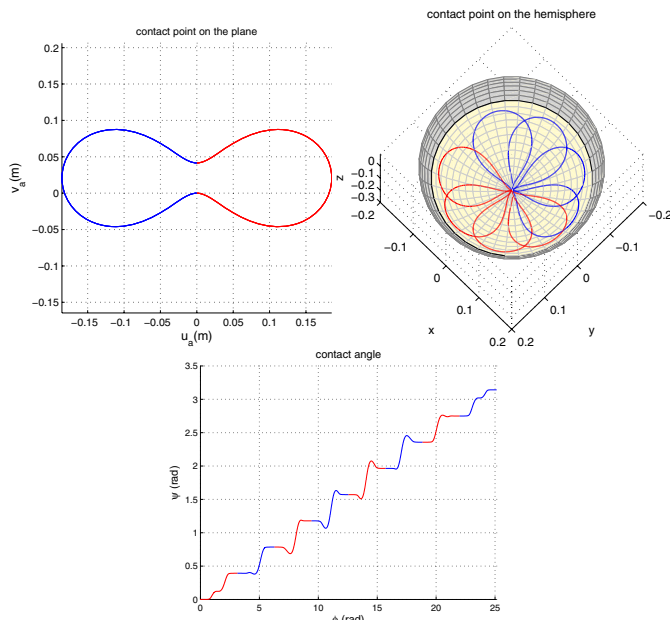 contact point on the plane
0.2
0.15
0.1
0.05
0
−0.05
−0.1
−0.15
v_a(m)
−0.15 −0.1 −0.05 0 0.05 0.1 0.15
u_a(m)
contact point on the hemisphere
z
0
−0.1
−0.2
−0.3
−0.2 −0.2
−0.1 −0.1
0 0
0.1 0.1
x y
0.2 0.2
contact angle
3.5
3
2.5
2
1.5
1
0.5
0
ψ (rad)
0 5 10 15 20 25
ϕ (rad)